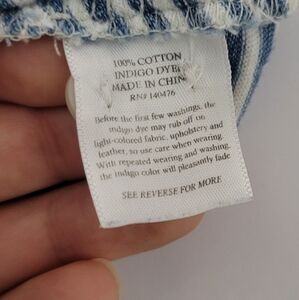 100% COTTON
INDIGO DYE
MADE IN CHIN
RN# 140476
Before the first few washings, the
indigo dye may rub off on
light-colored fabric, upholstery and
leather, so use care when wearing.
With repeated wearing and washing,
the indigo color will pleasantly fade
SEE REVERSE FOR MORE